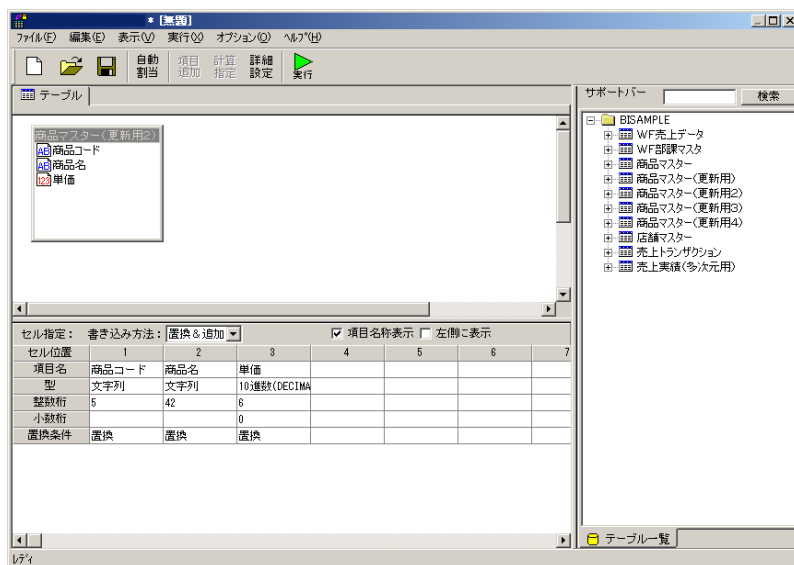 * [無題]
ファイル(F) 編集(E) 表示(V) 実行(X) オプション(O) ヘルプ(H)
自動割当 項目追加 計算指定 詳細設定 実行
テーブル
商品マスター(更新用2)
商品コード
商品名
単価
セル指定： 書き込み方法： 置換＆追加 項目名称表示 左側に表示
セル位置 1 2 3 4 5 6 7
項目名 商品コード 商品名 単価
型 文字列 文字列 10進数(DECIMA
整数桁 5 42 6
小数桁 0
置換条件 置換 置換 置換
サポートバー 検索
BISAMPLE
WF売上データ
WF部課マスタ
商品マスター
商品マスター(更新用)
商品マスター(更新用2)
商品マスター(更新用3)
商品マスター(更新用4)
店舗マスター
売上トランザクション
売上実績(多次元用)
テーブル一覧
レディ